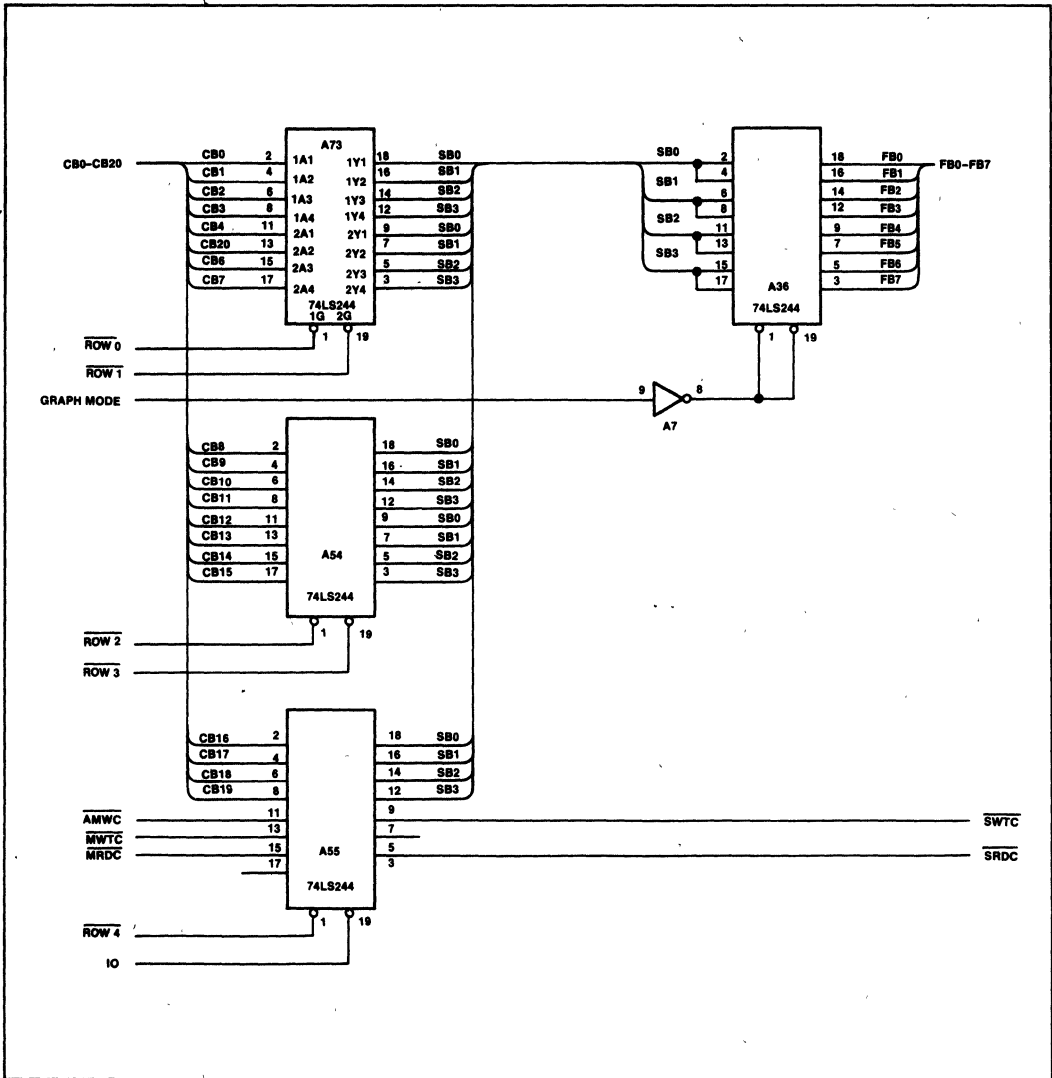 A73
CB0-CB20
CB0 2 1A1 1Y1 18 SB0
CB1 4 1A2 1Y2 16 SB1
CB2 6 1A3 1Y3 14 SB2
CB3 8 1A4 1Y4 12 SB3
CB4 11 2A1 2Y1 9 SB0
CB20 13 2A2 2Y2 7 SB1
CB6 15 2A3 2Y3 5 SB2
CB7 17 2A4 2Y4 3 SB3
74LS244
1G 2G
1 19
ROW 0
ROW 1
GRAPH MODE
SB0 2 18 FB0
4 16 FB1
SB1 6 14 FB2
8 12 FB3
SB2 11 9 FB4
13 7 FB5
SB3 15 5 FB6
17 3 FB7
FB0-FB7
A36
74LS244
1 19
9 8
A7
CB8 2 18 SB0
CB9 4 16 SB1
CB10 6 14 SB2
CB11 8 12 SB3
CB12 11 9 SB0
CB13 13 7 SB1
CB14 15 5 SB2
CB15 17 3 SB3
A54
74LS244
1 19
ROW 2
ROW 3
CB16 2 18 SB0
CB17 4 16 SB1
CB18 6 14 SB2
CB19 8 12 SB3
AMWC 11 9 SWTC
MWTC 13 7
MRDC 15 5 SRDC
17 3
A55
74LS244
1 19
ROW 4
IO